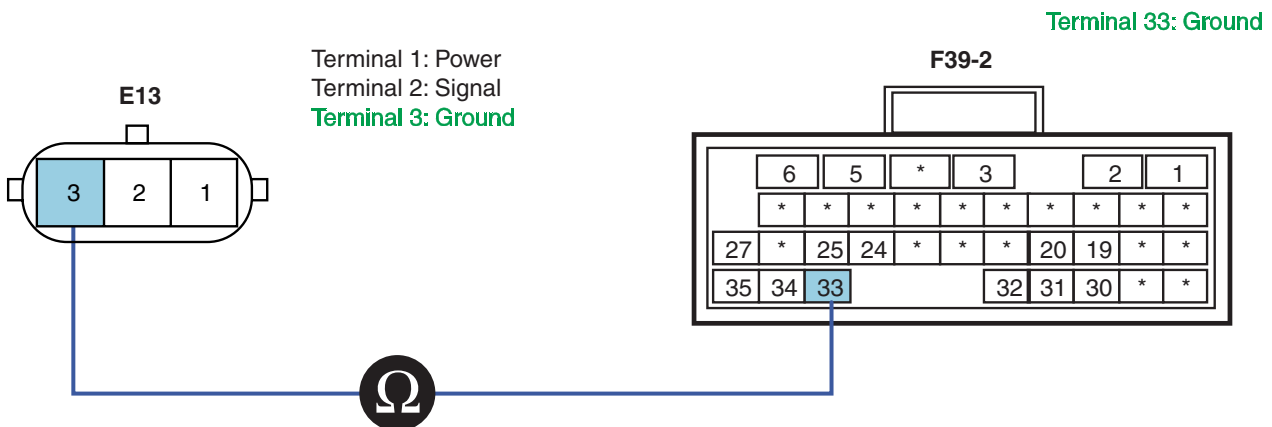 Terminal 33: Ground
Terminal 1: Power
Terminal 2: Signal
Terminal 3: Ground
E13
3 2 1
F39-2
6 5 * 3 2 1
* * * * * * * * * *
27 * 25 24 * * * 20 19 * *
35 34 33 32 31 30 * *
Ω